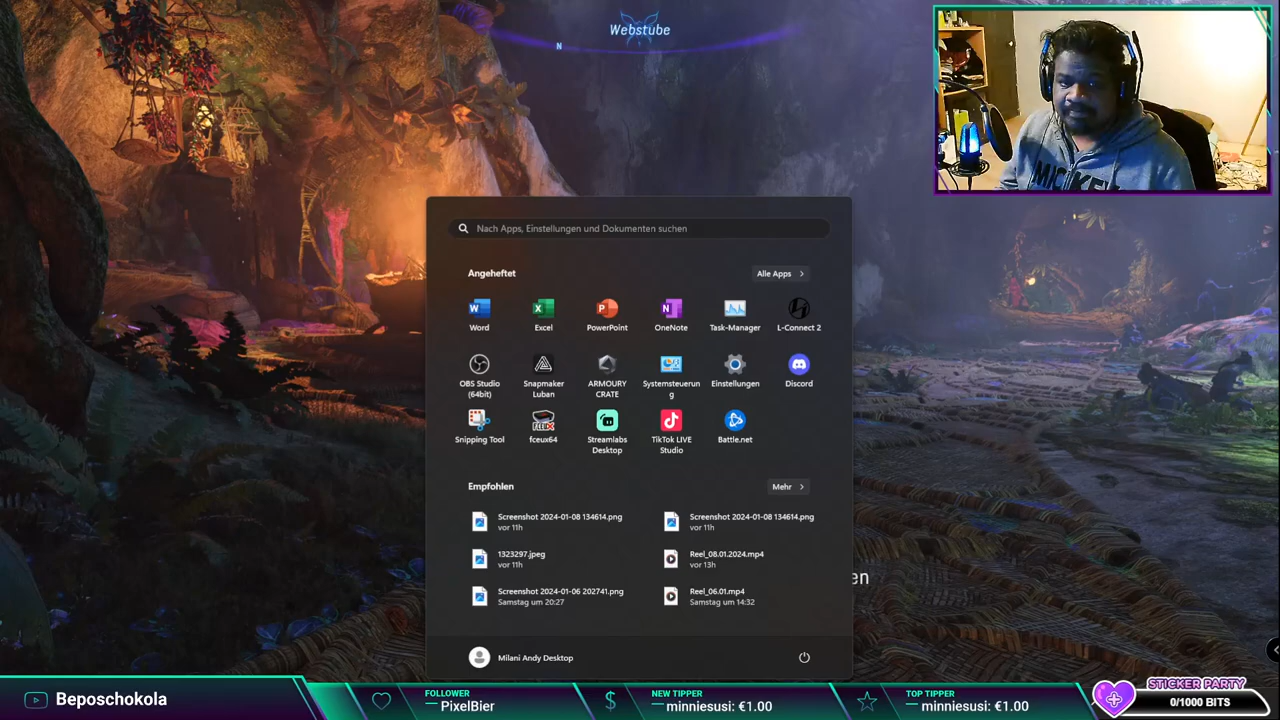 Webstube
N
MICKEY
Nach Apps, Einstellungen und Dokumenten suchen
Angeheftet
Alle Apps
Word
Excel
PowerPoint
OneNote
Task-Manager
L-Connect 2
OBS Studio
(64bit)
Snapmaker
Luban
ARMOURY
CRATE
Systemsteuerun
g
Einstellungen
Discord
Snipping Tool
fceux64
Streamlabs
Desktop
TikTok LIVE
Studio
Battle.net
Empfohlen
Mehr
Screenshot 2024-01-08 134614.png
vor 11h
Screenshot 2024-01-08 134614.png
vor 11h
1323297.jpeg
vor 11h
Reel_08.01.2024.mp4
vor 13h
Screenshot 2024-01-06 202741.png
Samstag um 20:27
Reel_06.01.mp4
Samstag um 14:32
en
Milani Andy Desktop
Beposchokola
FOLLOWER
PixelBier
NEW TIPPER
minniesusi: €1.00
TOP TIPPER
minniesusi: €1.00
STICKER PARTY
0/1000 BITS